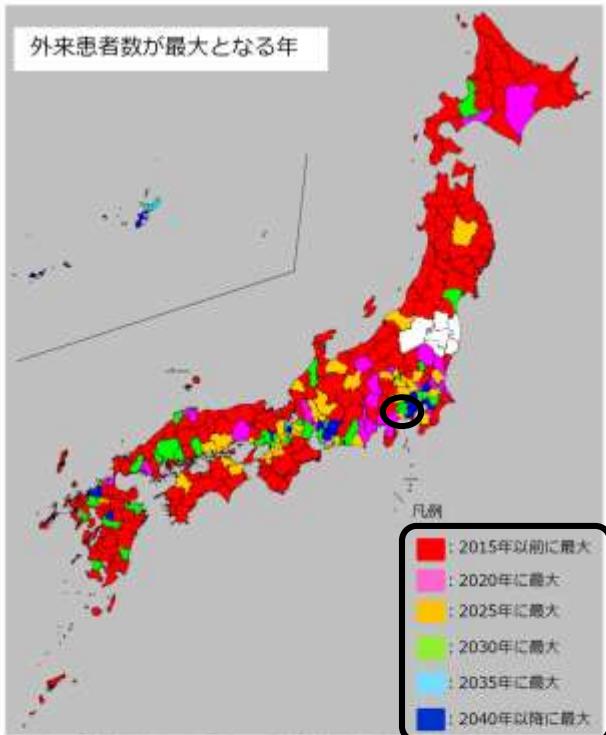 外来患者数が最大となる年
凡例
: 2015年以前に最大
: 2020年に最大
: 2025年に最大
: 2030年に最大
: 2035年に最大
: 2040年以降に最大